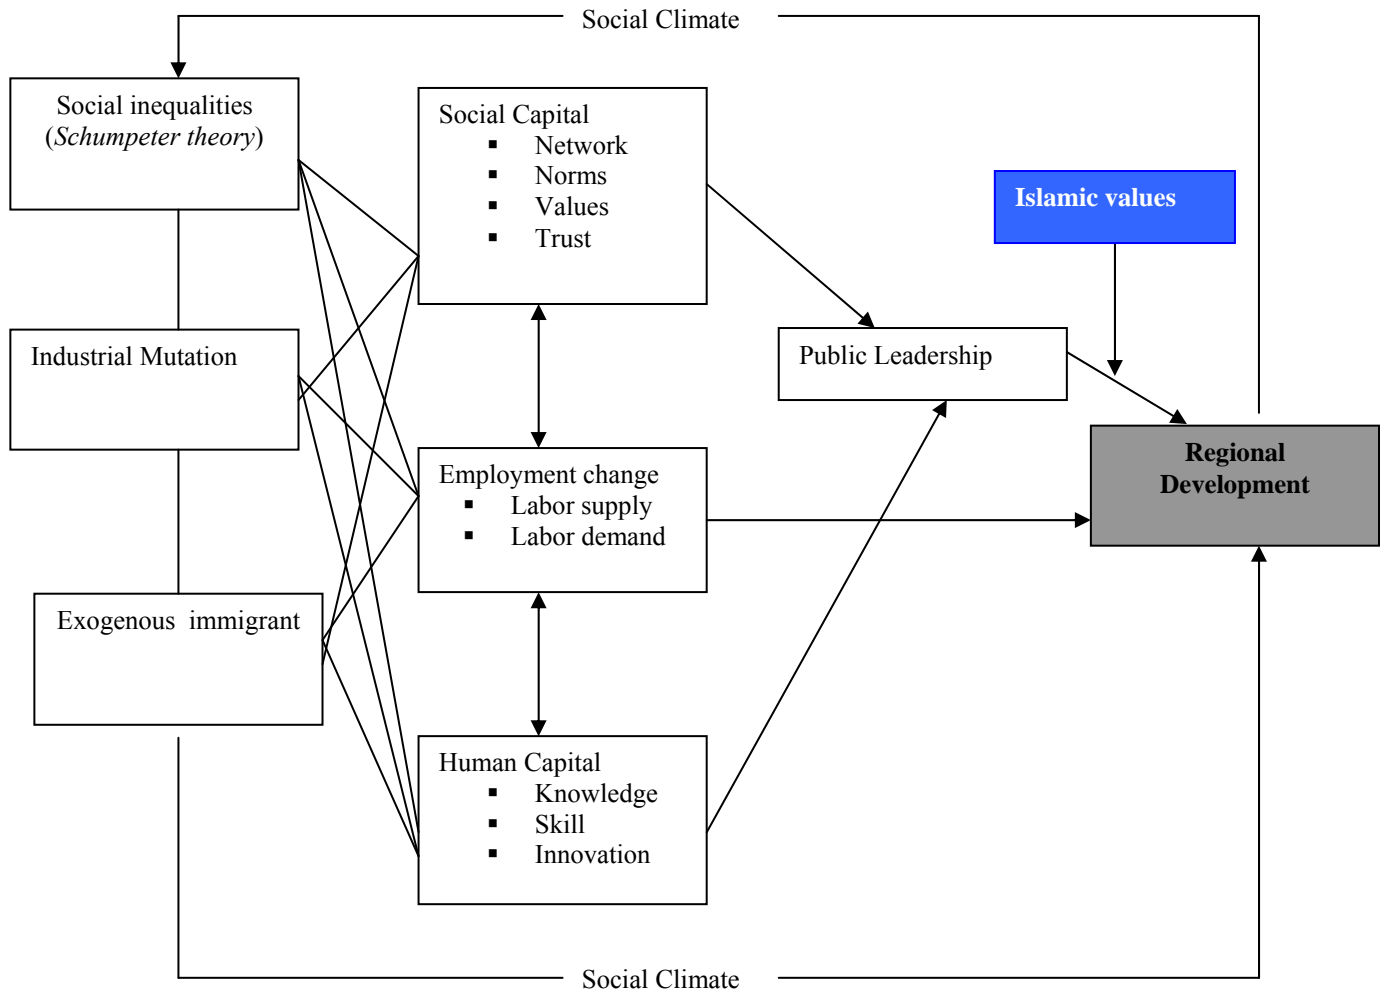 Social Climate
Social inequalities
(Schumpeter theory)
Social Capital
▪ Network
▪ Norms
▪ Values
▪ Trust
Islamic values
Industrial Mutation
Public Leadership
Employment change
▪ Labor supply
▪ Labor demand
Regional
Development
Exogenous immigrant
Human Capital
▪ Knowledge
▪ Skill
▪ Innovation
Social Climate